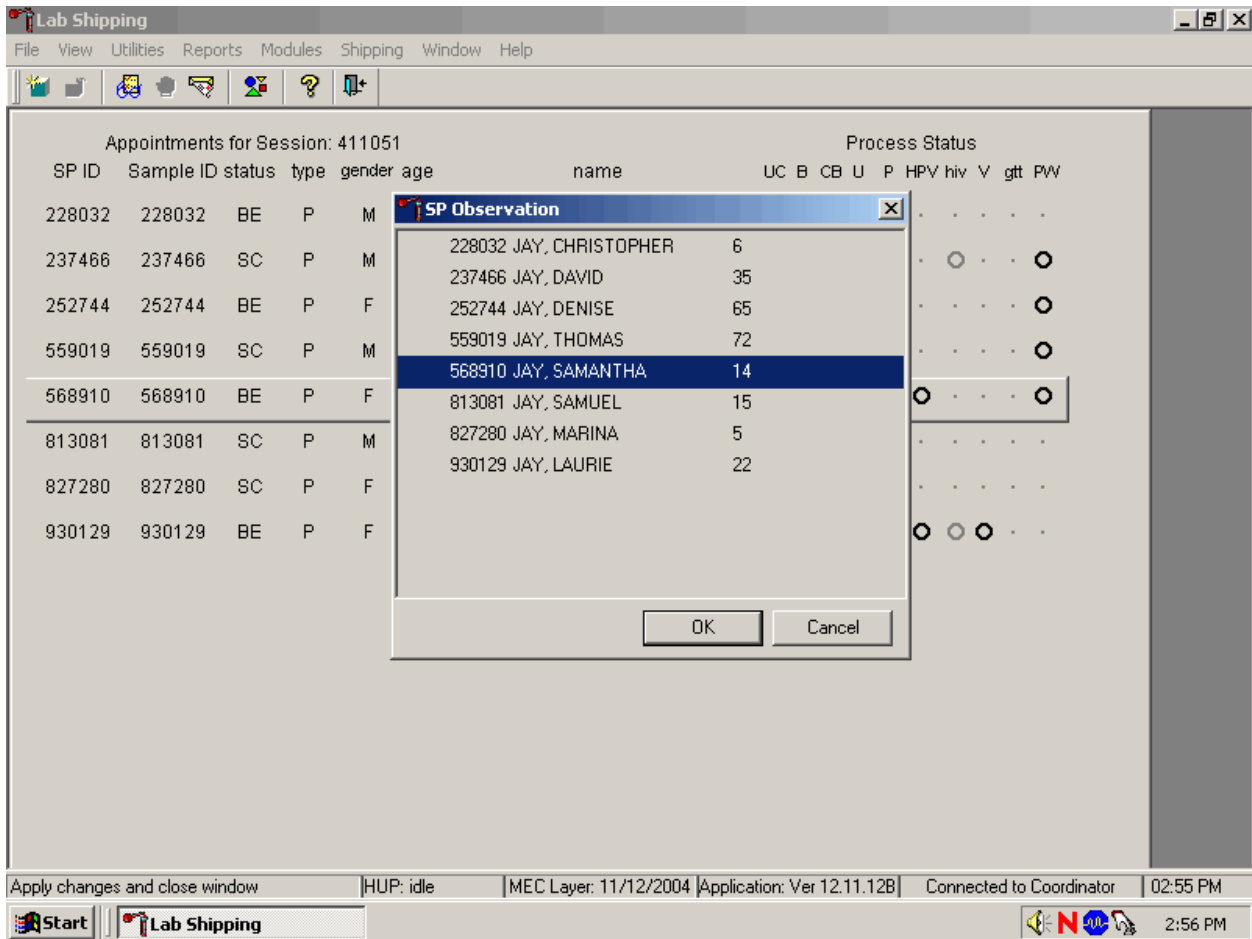 Lab Shipping
File View Utilities Reports Modules Shipping Window Help
Appointments for Session: 411051 Process Status
SP ID Sample ID status type gender age name UC B CB U P HPV hiv V gtt PW
228032 228032 BE P M
237466 237466 SC P M
252744 252744 BE P F
559019 559019 SC P M
568910 568910 BE P F
813081 813081 SC P M
827280 827280 SC P F
930129 930129 BE P F
SP Observation
228032 JAY, CHRISTOPHER 6
237466 JAY, DAVID 35
252744 JAY, DENISE 65
559019 JAY, THOMAS 72
568910 JAY, SAMANTHA 14
813081 JAY, SAMUEL 15
827280 JAY, MARINA 5
930129 JAY, LAURIE 22
OK Cancel
Apply changes and close window HUP: idle MEC Layer: 11/12/2004 Application: Ver 12.11.12B Connected to Coordinator 02:55 PM
Start Lab Shipping N 2:56 PM